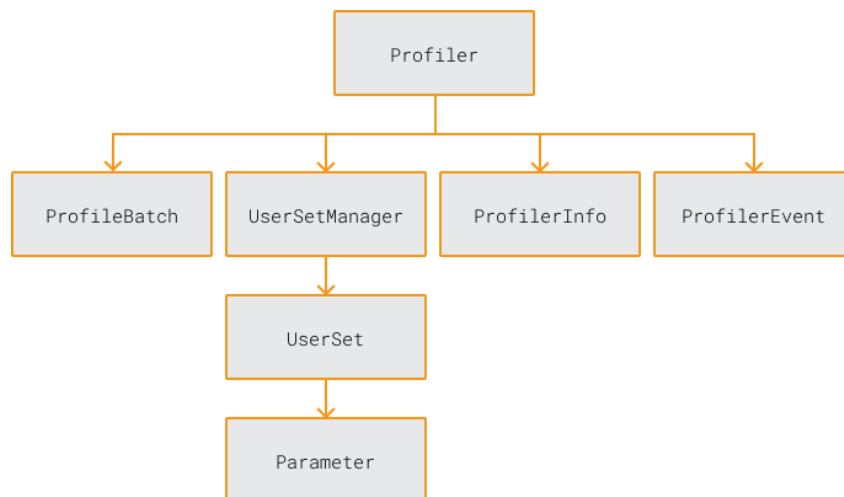 Profiler
ProfileBatch
UserSetManager
ProfilerInfo
ProfilerEvent
UserSet
Parameter